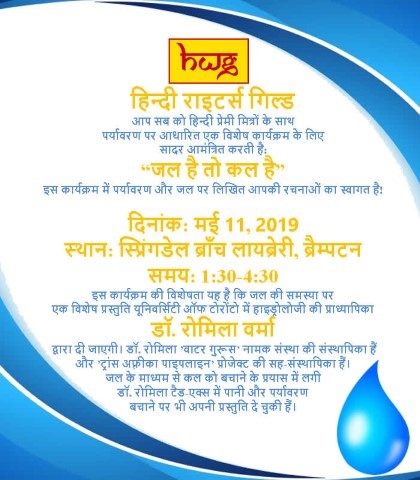 hwg
हिन्दी राइटर्स गिल्ड
आप सब को हिन्दी प्रेमी मित्रों के साथ
पर्यावरण पर आधारित एक विशेष कार्यक्रम के लिए
सादर आमंत्रित करती है:
“जल है तो कल है”
इस कार्यक्रम में पर्यावरण और जल पर लिखित आपकी रचनाओं का स्वागत है!
दिनांक: मई 11, 2019
स्थान: स्प्रिंगडेल ब्राँच लायब्रेरी, ब्रैम्पटन
समय: 1:30-4:30
इस कार्यक्रम की विशेषता यह है कि जल की समस्या पर
एक विशेष प्रस्तुति यूनिवर्सिटी ऑफ टोरोंटो में हाइड्रोलोजी की प्राध्यापिका
डॉ. रोमिला वर्मा
द्वारा दी जाएगी। डॉ. रोमिला ‘वाटर गुरूस’ नामक संस्था की संस्थापिका हैं
और ‘ट्रांस अफ़्रीका पाइपलाइन’ प्रोजेक्ट की सह-संस्थापिका हैं।
जल के माध्यम से कल को बचाने के प्रयास में लगी
डॉ. रोमिला टैड-एक्स में पानी और पर्यावरण
बचाने पर भी अपनी प्रस्तुति दे चुकी हैं।